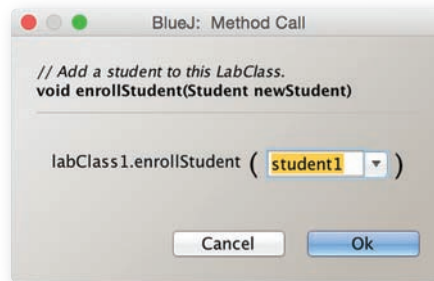 BlueJ: Method Call
// Add a student to this LabClass.
void enrollStudent(Student newStudent)
labClass1.enrollStudent ( student1 )
Cancel Ok